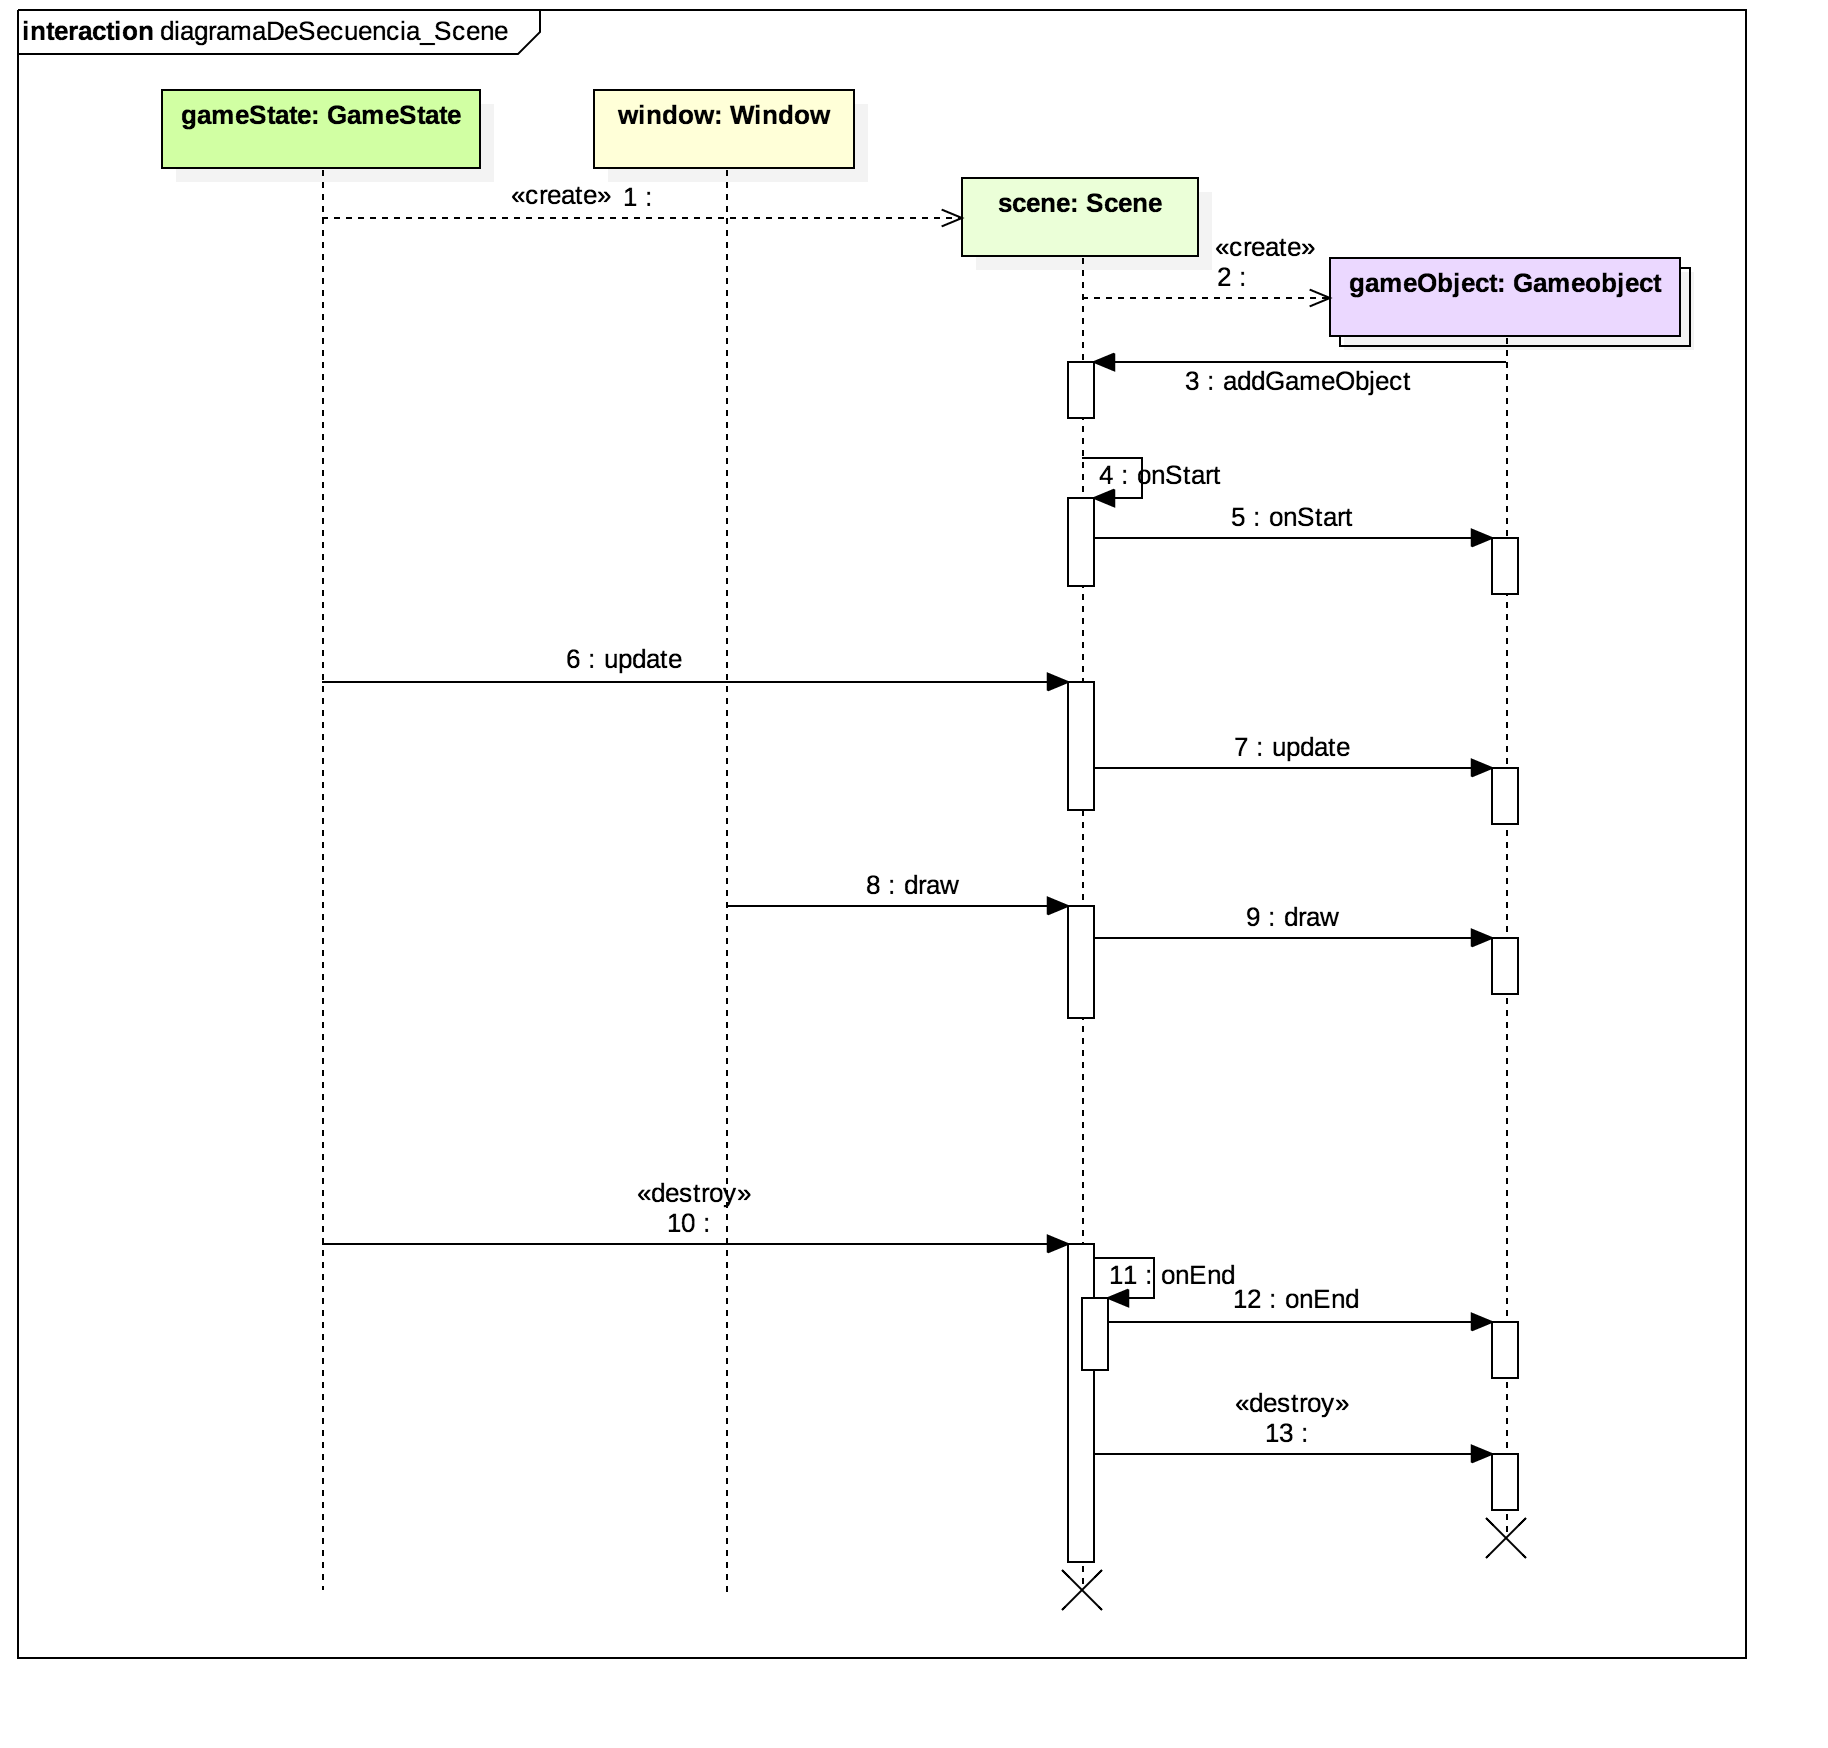 interaction diagramaDeSecuencia_Scene
gameState: GameState
window: Window
«create» 1 :
scene: Scene
«create»
2 :
gameObject: Gameobject
3 : addGameObject
4 : onStart
5 : onStart
6 : update
7 : update
8 : draw
9 : draw
«destroy»
10 :
11 : onEnd
12 : onEnd
«destroy»
13 :